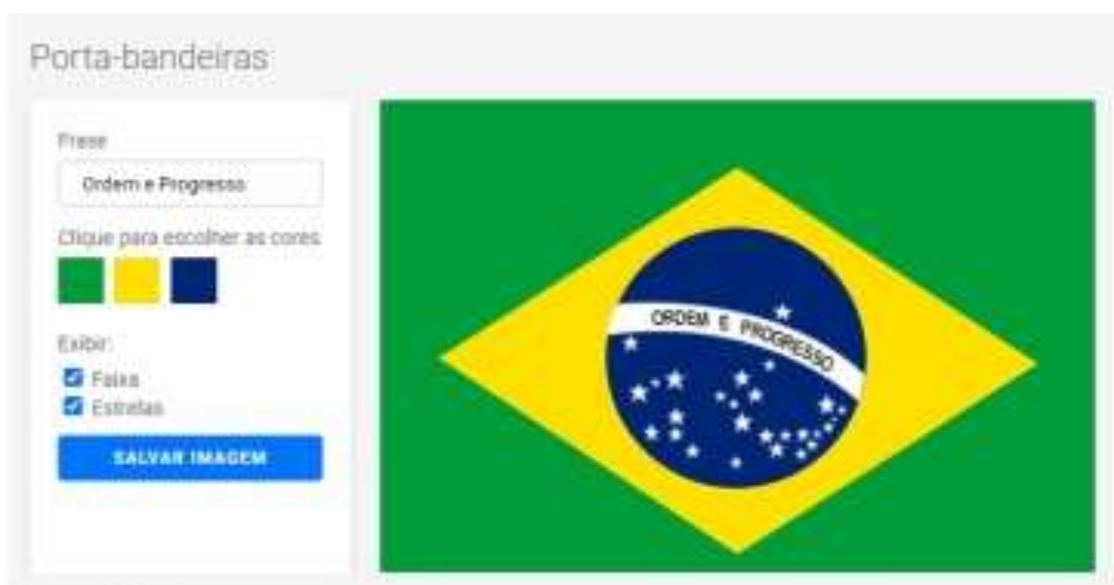 Porta-bandeiras
Frase
Ordem e Progresso
Clique para escolher as cores
Exibir:
Faixa
Estrelas
SALVAR IMAGEM
ORDEM E PROGRESSO